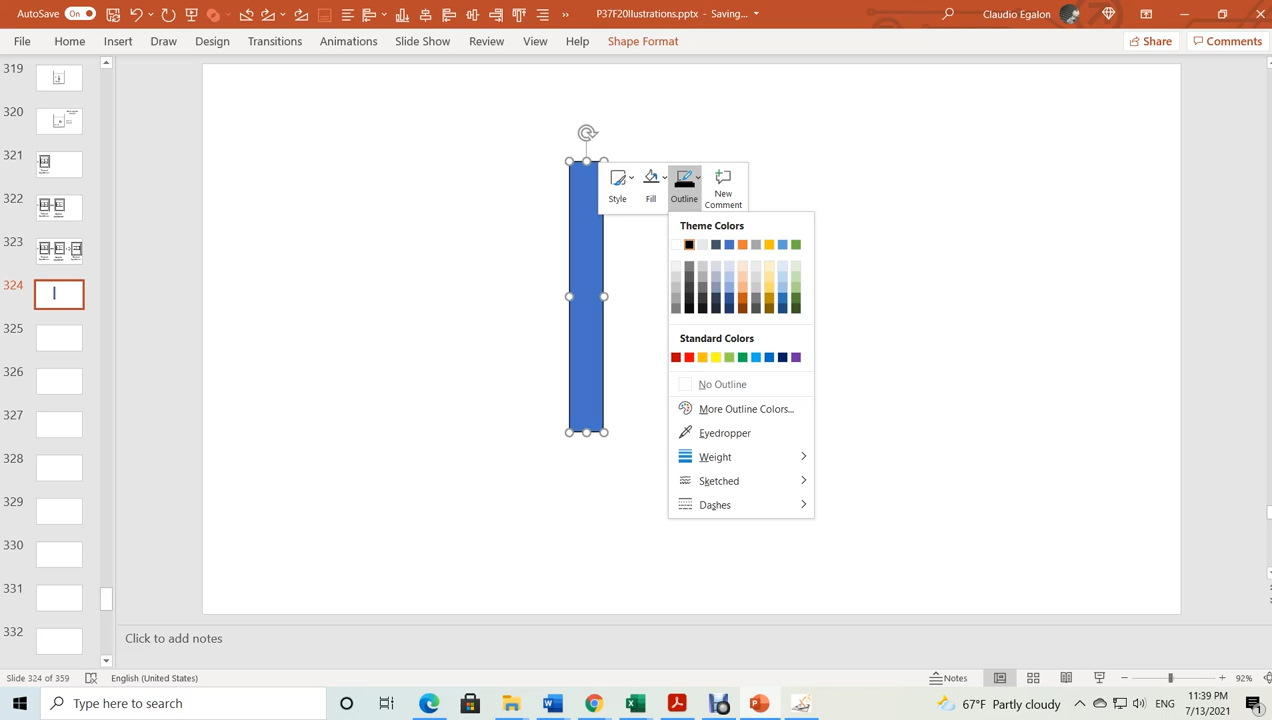 AutoSave On P37F20Ilustrations.pptx - Saving... Claudio Egalon
File Home Insert Draw Design Transitions Animations Slide Show Review View Help Shape Format Share Comments
319
320
321
322
323
324
325
326
327
328
329
330
331
332
Style Fill Outline New Comment
Theme Colors
Standard Colors
No Outline
More Outline Colors...
Eyedropper
Weight
Sketched
Dashes
Click to add notes
Slide 324 of 359 English (United States) Notes 92%
Type here to search 67°F Partly cloudy ENG 11:39 PM
7/13/2021
1